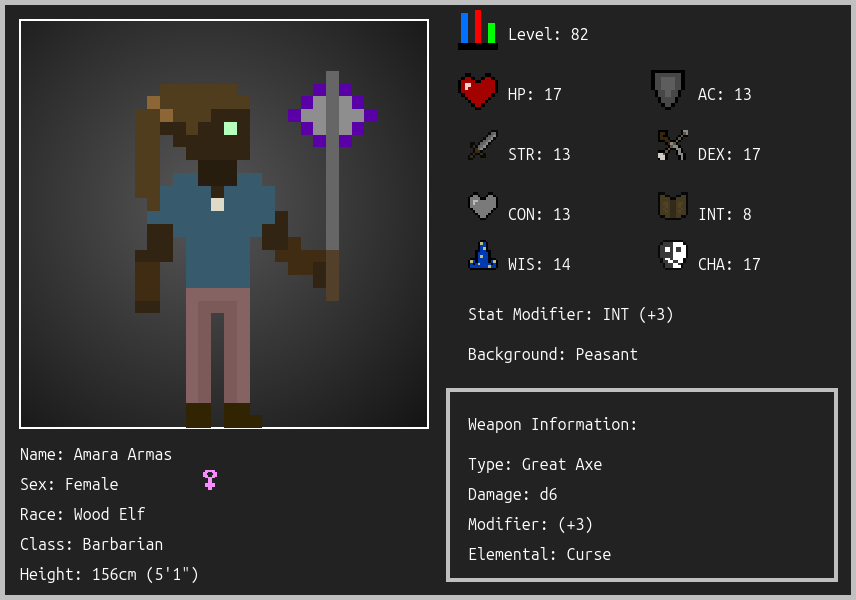 Level: 82
HP: 17
AC: 13
STR: 13
DEX: 17
CON: 13
INT: 8
WIS: 14
CHA: 17
Stat Modifier: INT (+3)
Background: Peasant
Weapon Information:
Type: Great Axe
Damage: d6
Modifier: (+3)
Elemental: Curse
Name: Amara Armas
Sex: Female
Race: Wood Elf
Class: Barbarian
Height: 156cm (5'1")